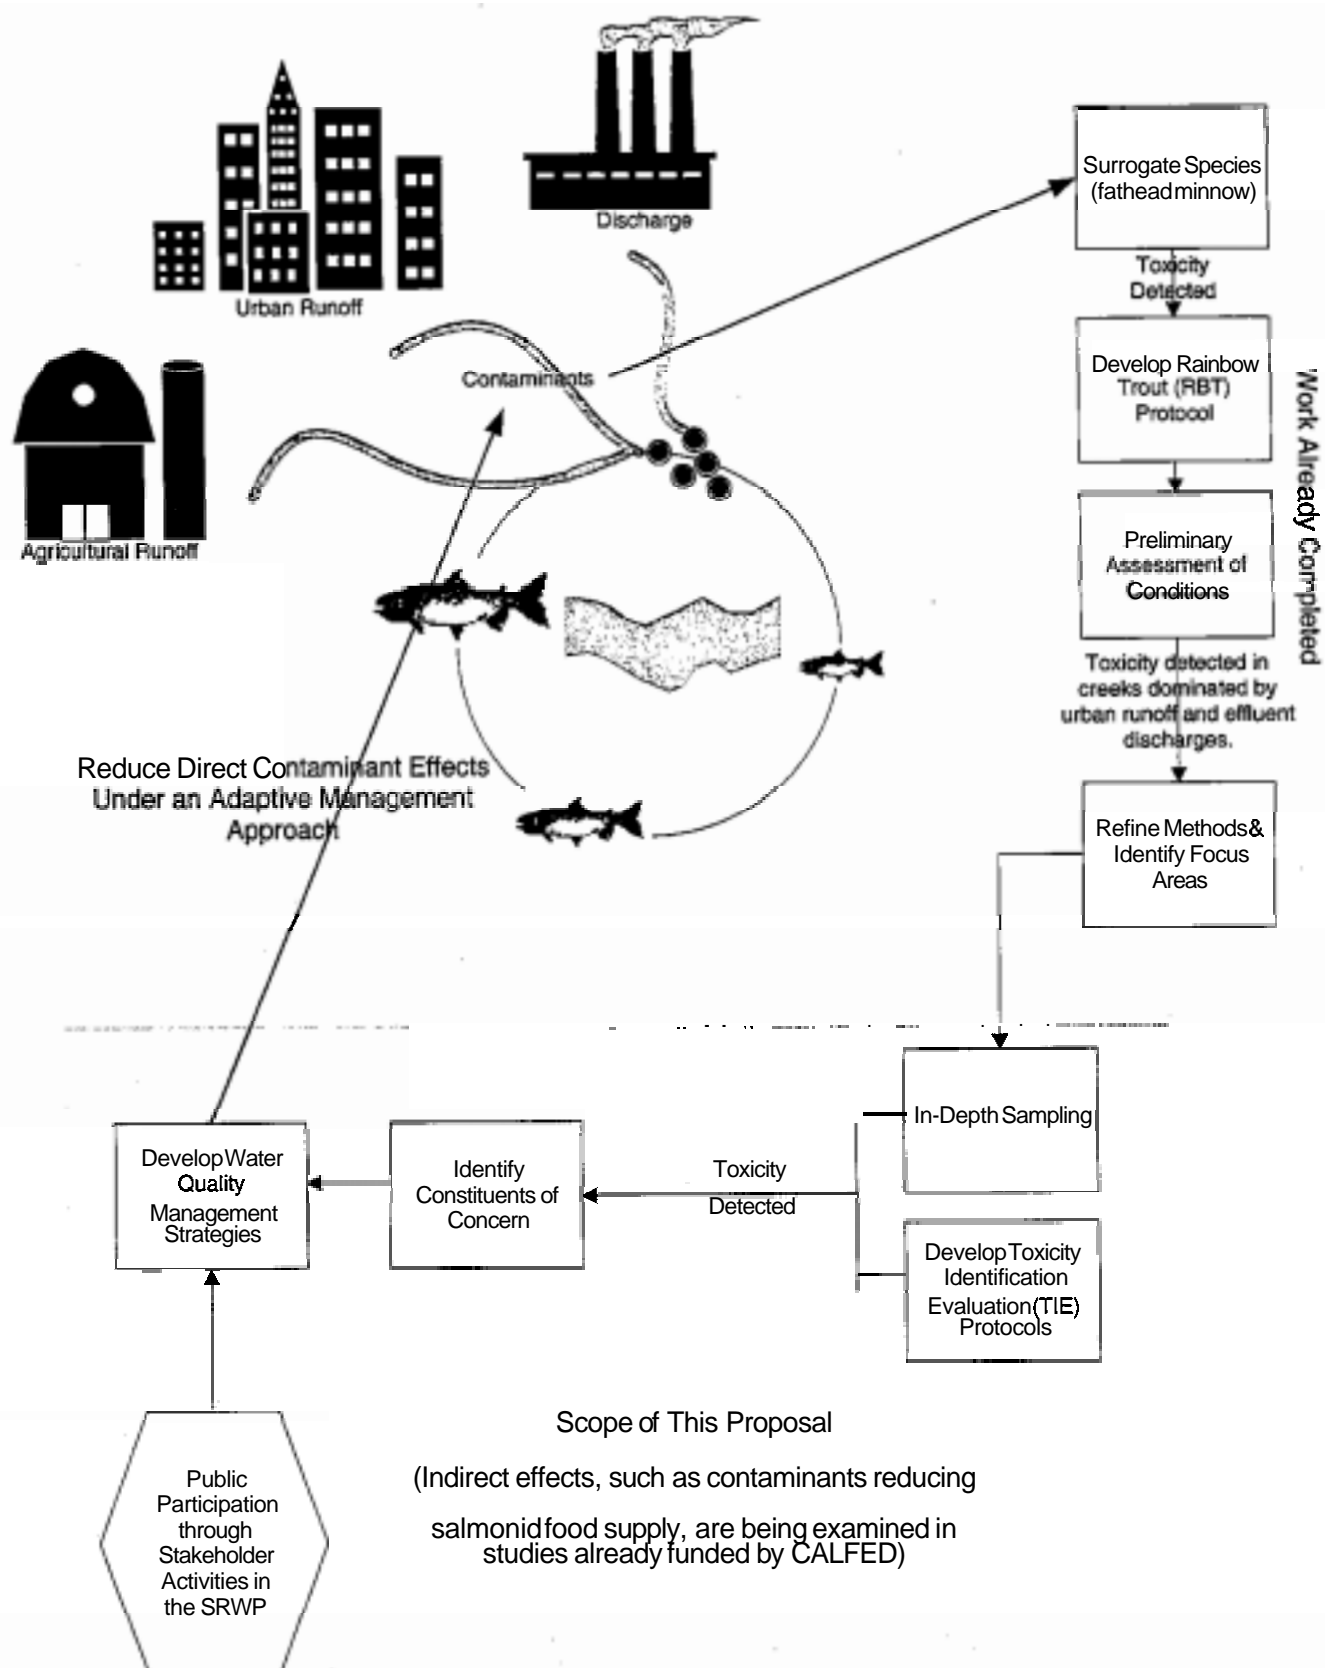 Discharge
Urban Runoff
Agricultural Runoff
Contaminants
Surrogate Species
(fathead minnow)
Toxicity
Detected
Develop Rainbow
Trout (RBT)
Protocol
Preliminary
Assessment of
Conditions
Work Already Completed
Toxicity detected in
creeks dominated by
urban runoff and effluent
discharges.
Refine Methods &
Identify Focus
Areas
Reduce Direct Contaminant Effects
Under an Adaptive Management
Approach
In-Depth Sampling
Develop Toxicity
Identification
Evaluation (TIE)
Protocols
Toxicity
Detected
Identify
Constituents of
Concern
Develop Water
Quality
Management
Strategies
Public
Participation
through
Stakeholder
Activities in
the SRWP
Scope of This Proposal
(Indirect effects, such as contaminants reducing
salmonid food supply, are being examined in
studies already funded by CALFED)